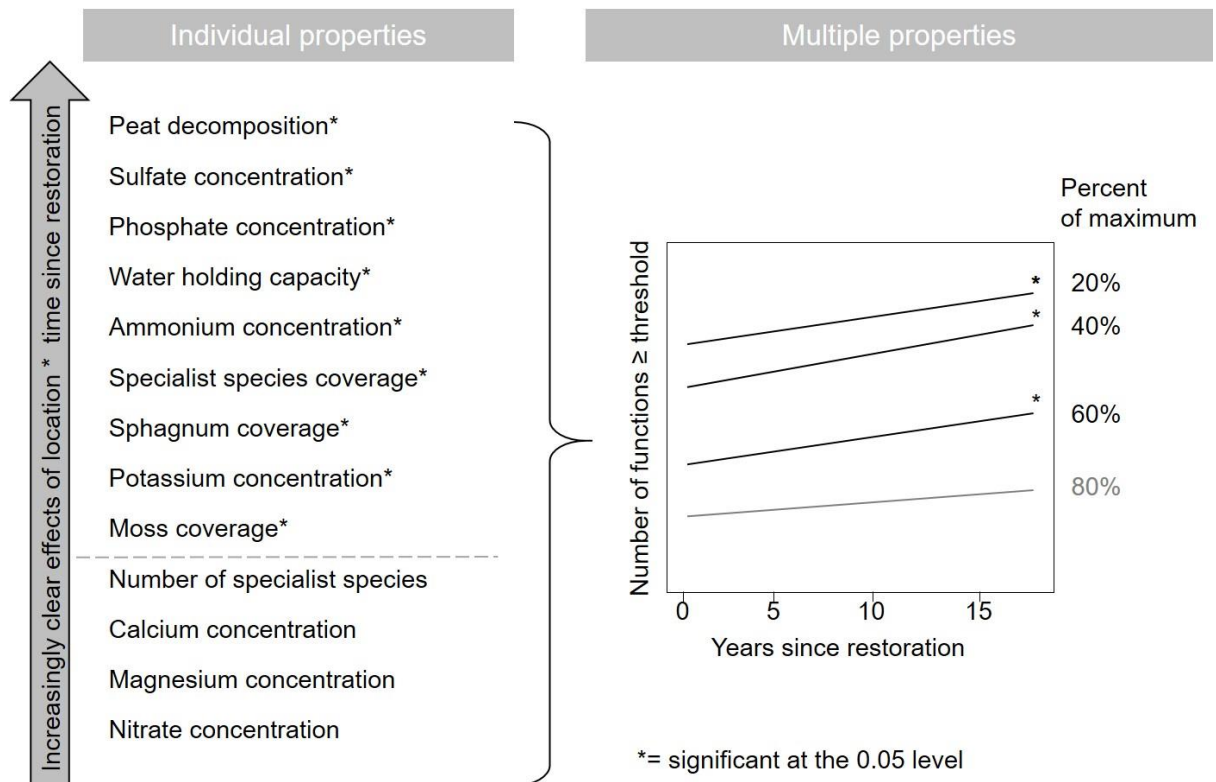 Individual properties
Multiple properties
Increasingly clear effects of location * time since restoration
Peat decomposition*
Sulfate concentration*
Phosphate concentration*
Water holding capacity*
Ammonium concentration*
Specialist species coverage*
Sphagnum coverage*
Potassium concentration*
Moss coverage*
Number of specialist species
Calcium concentration
Magnesium concentration
Nitrate concentration
Percent
of maximum
Number of functions ≥ threshold
* 20%
* 40%
* 60%
80%
0 5 10 15
Years since restoration
*= significant at the 0.05 level